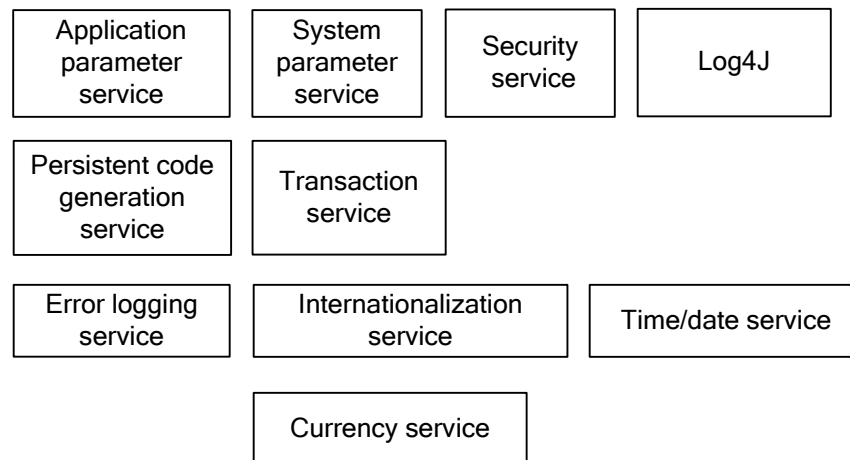 Application
parameter
service
System
parameter
service
Security
service
Log4J
Persistent code
generation
service
Transaction
service
Error logging
service
Internationalization
service
Time/date service
Currency service